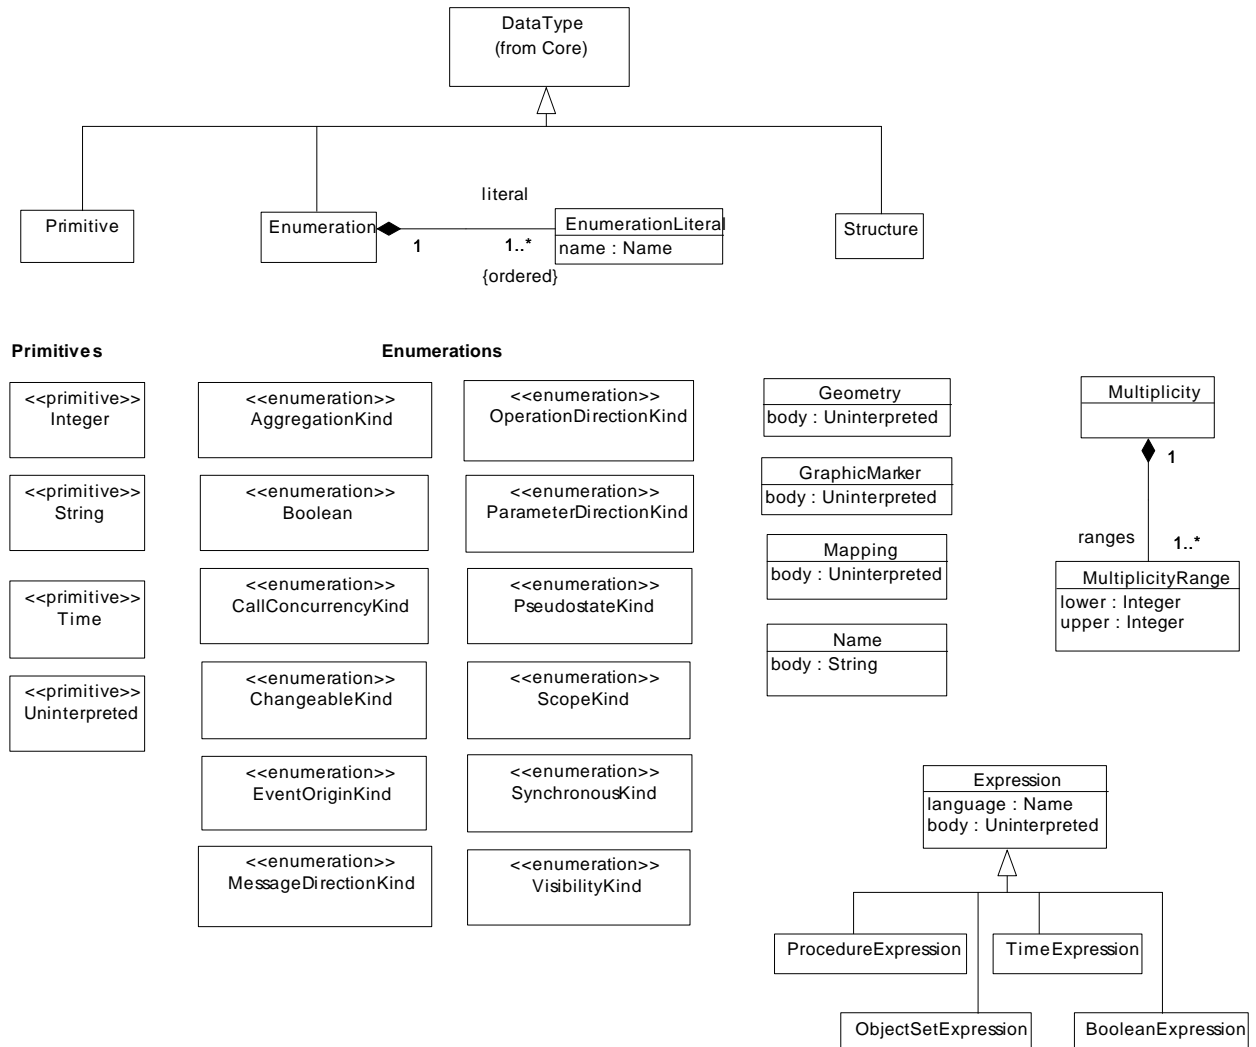 DataType
(from Core)
Primitive
Enumeration
1
literal
1..*
{ordered}
EnumerationLiteral
name : Name
Structure
Primitives
<<primitive>>
Integer
<<primitive>>
String
<<primitive>>
Time
<<primitive>>
Uninterpreted
Enumerations
<<enumeration>>
AggregationKind
<<enumeration>>
Boolean
<<enumeration>>
CallConcurrencyKind
<<enumeration>>
ChangeableKind
<<enumeration>>
EventOriginKind
<<enumeration>>
MessageDirectionKind
<<enumeration>>
OperationDirectionKind
<<enumeration>>
ParameterDirectionKind
<<enumeration>>
PseudostateKind
<<enumeration>>
ScopeKind
<<enumeration>>
SynchronousKind
<<enumeration>>
VisibilityKind
Geometry
body : Uninterpreted
GraphicMarker
body : Uninterpreted
Mapping
body : Uninterpreted
Name
body : String
Multiplicity
1
ranges
1..*
MultiplicityRange
lower : Integer
upper : Integer
Expression
language : Name
body : Uninterpreted
ProcedureExpression
TimeExpression
ObjectSetExpression
BooleanExpression